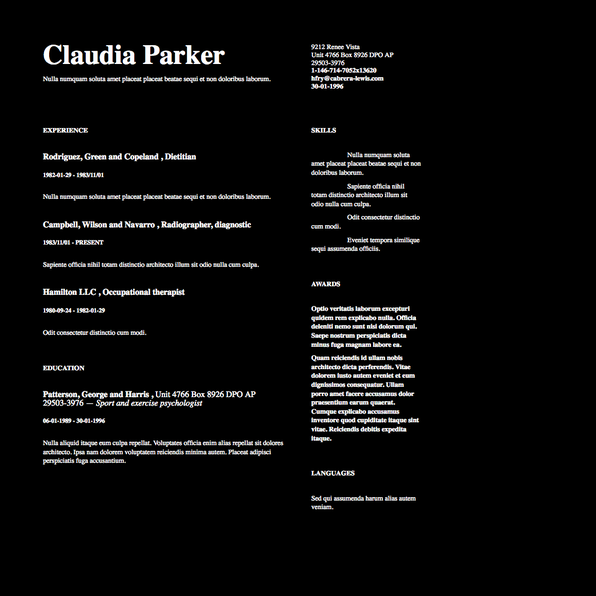 Claudia Parker
Nulla numquam soluta amet placeat placeat beatae sequi et non doloribus laborum.
9212 Renee Vista
Unit 4766 Box 8926 DPO AP
29503-3976
1-146-714-7052x13620
hfry@cabrera-lewis.com
30-01-1996
EXPERIENCE
Rodriguez, Green and Copeland , Dietitian
1982-01-29 - 1983/11/01
Nulla numquam soluta amet placeat placeat beatae sequi et non doloribus laborum.
Campbell, Wilson and Navarro , Radiographer, diagnostic
1983/11/01 - PRESENT
Sapiente officia nihil totam distinctio architecto illum sit odio nulla cum culpa.
Hamilton LLC , Occupational therapist
1980-09-24 - 1982-01-29
Odit consectetur distinctio cum modi.
EDUCATION
Patterson, George and Harris , Unit 4766 Box 8926 DPO AP
29503-3976 — Sport and exercise psychologist
06-01-1989 - 30-01-1996
Nulla aliquid itaque eum culpa repellat. Voluptates officia enim alias repellat sit dolores
architecto. Ipsa nam dolorem voluptatem reiciendis minima autem. Placeat adipisci
perspiciatis fuga accusantium.
SKILLS
Nulla numquam soluta
amet placeat placeat beatae sequi et non
doloribus laborum.
Sapiente officia nihil
totam distinctio architecto illum sit
odio nulla cum culpa.
Odit consectetur distinctio
cum modi.
Eveniet tempora similique
sequi assumenda officiis.
AWARDS
Optio veritatis laborum excepturi
quidem rem explicabo nulla. Officia
deleniti nemo sunt nisi dolorum qui.
Saepe nostrum perspiciatis dicta
minus fuga magnam labore ea.
Quam reiciendis id ullam nobis
architecto dicta perferendis. Vitae
dolorem iusto autem eveniet et eum
dignissimos consequatur. Ullam
porro amet facere accusamus dolor
praesentium earum quaerat.
Cumque explicabo accusamus
inventore quod cupiditate itaque sint
vitae. Reiciendis debitis expedita
itaque.
LANGUAGES
Sed qui assumenda harum alias autem
veniam.